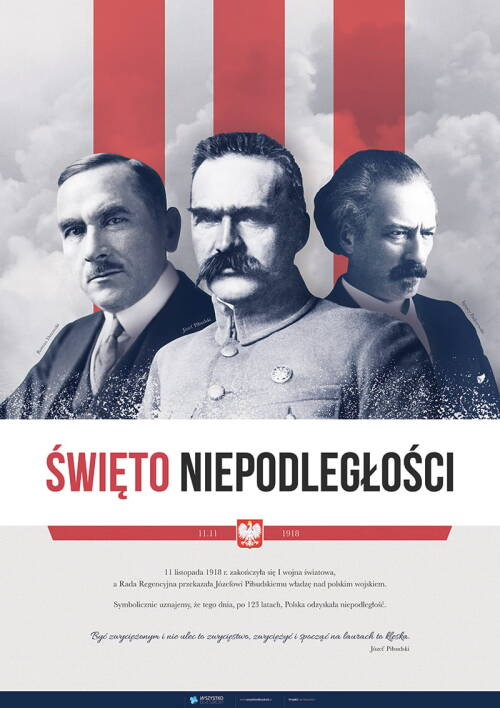 Roman Dmowski
Józef Piłsudski
Ignacy Paderewski
ŚWIĘTO NIEPODLEGŁOŚCI
11.11 1918
11 listopada 1918 r. zakończyła się I wojna światowa,
a Rada Regencyjna przekazała Józefowi Piłsudskiemu władzę nad polskim wojskiem.
Symbolicznie uznajemy, że tego dnia, po 123 latach, Polska odzyskała niepodległość.
Być zwyciężonym i nie ulec to zwycięstwo, zwyciężyć i spocząć na laurach to klęska.
Józef Piłsudski
WSZYSTKO